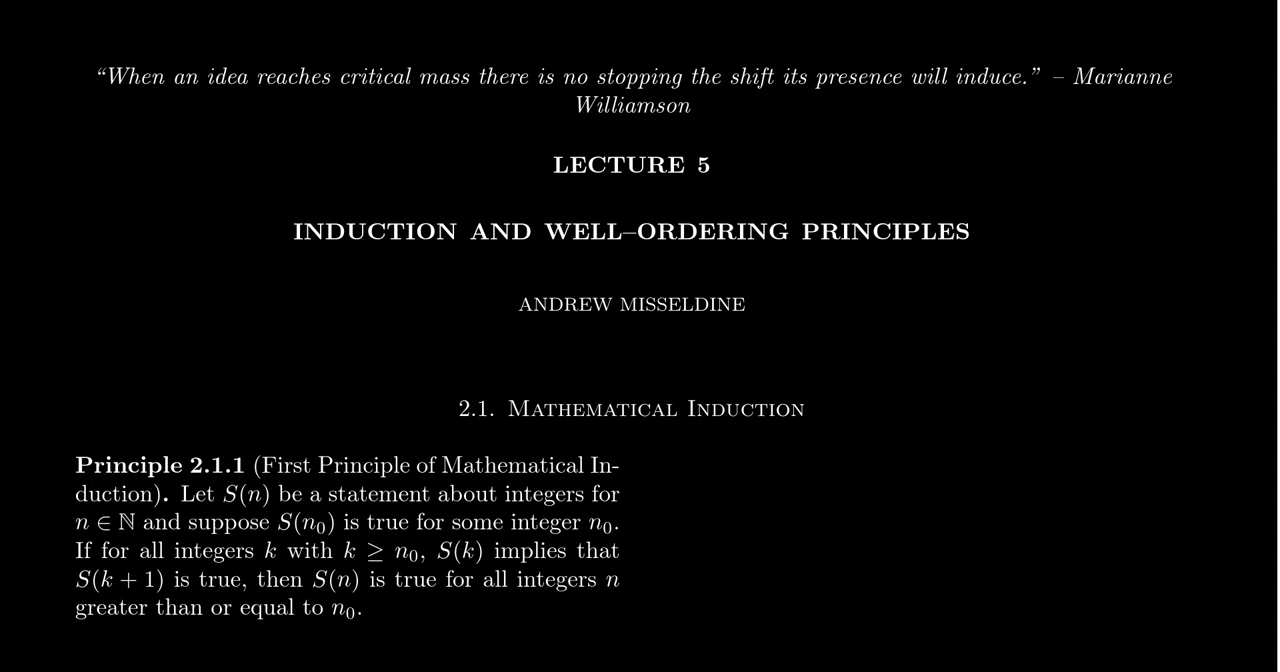 “When an idea reaches critical mass there is no stopping the shift its presence will induce.” – Marianne
Williamson
LECTURE 5
INDUCTION AND WELL–ORDERING PRINCIPLES
ANDREW MISSELDINE
2.1. Mathematical Induction
Principle 2.1.1 (First Principle of Mathematical In-
duction). Let S(n) be a statement about integers for
n ∈ ℕ and suppose S(n₀) is true for some integer n₀.
If for all integers k with k ≥ n₀, S(k) implies that
S(k + 1) is true, then S(n) is true for all integers n
greater than or equal to n₀.